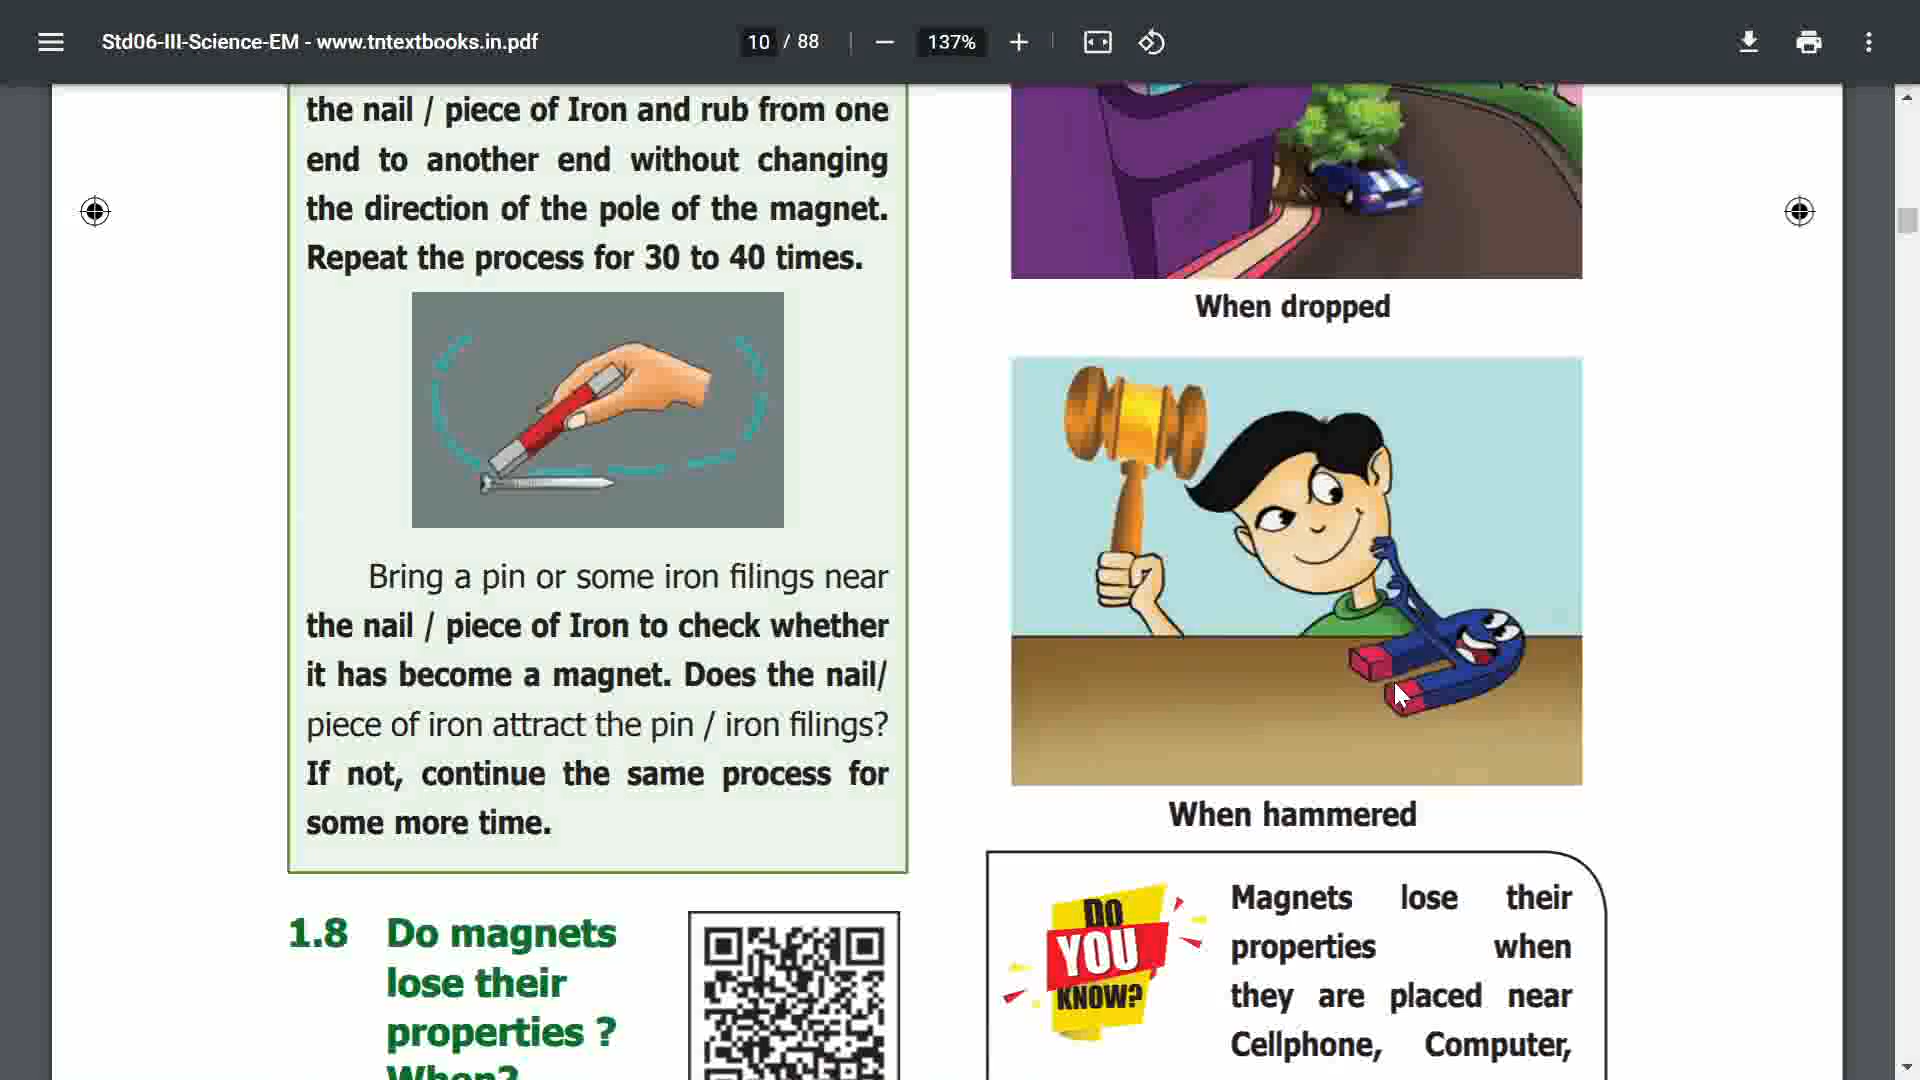 Std06-III-Science-EM - www.tntextbooks.in.pdf
10 / 88
137%
the nail / piece of Iron and rub from one
end to another end without changing
the direction of the pole of the magnet.
Repeat the process for 30 to 40 times.
Bring a pin or some iron filings near
the nail / piece of Iron to check whether
it has become a magnet. Does the nail/
piece of iron attract the pin / iron filings?
If not, continue the same process for
some more time.
1.8 Do magnets
lose their
properties ?
When?
When dropped
When hammered
DO
YOU
KNOW?
Magnets lose their
properties when
they are placed near
Cellphone, Computer,